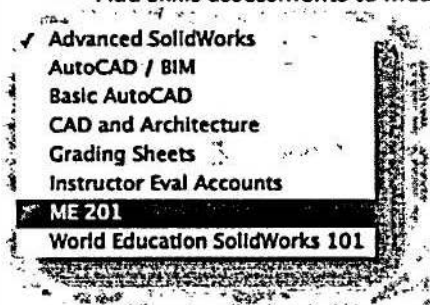 ✓ Advanced SolidWorks
AutoCAD / BIM
Basic AutoCAD
CAD and Architecture
Grading Sheets
Instructor Eval Accounts
ME 201
World Education SolidWorks 101